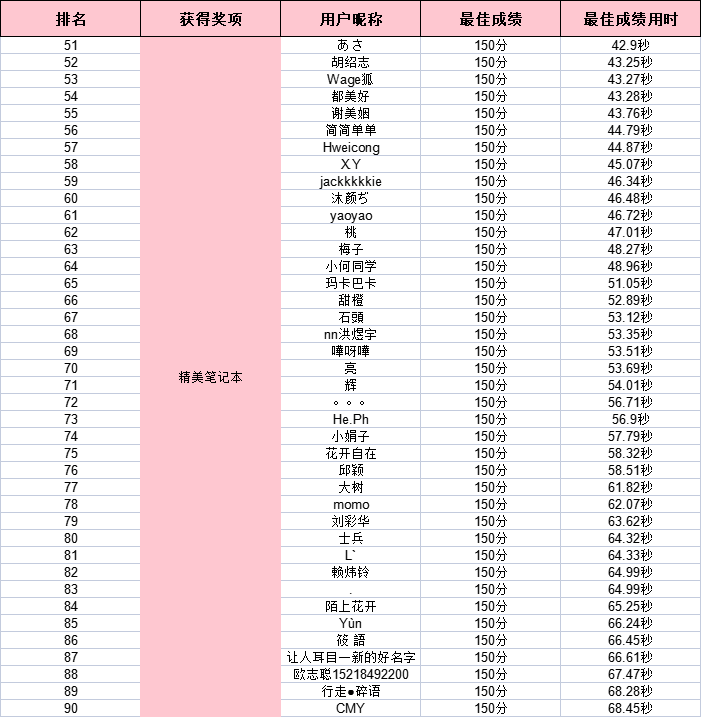 排名 获得奖项 用户昵称 最佳成绩 最佳成绩用时
51 あさ 150分 42.9秒
52 胡绍志 150分 43.25秒
53 Wage狐 150分 43.27秒
54 都美好 150分 43.28秒
55 谢美姻 150分 43.76秒
56 简简单单 150分 44.79秒
57 Hweicong 150分 44.87秒
58 X.Y 150分 45.07秒
59 jackkkkkie 150分 46.34秒
60 沐颜ぢ 150分 46.48秒
61 yaoyao 150分 46.72秒
62 桃 150分 47.01秒
63 梅子 150分 48.27秒
64 小何同学 150分 48.96秒
65 玛卡巴卡 150分 51.05秒
66 甜橙 150分 52.89秒
67 石頭 150分 53.12秒
68 nn洪煜宇 150分 53.35秒
69 嘩呀嘩 150分 53.51秒
70 亮 150分 53.69秒
精美笔记本
71 辉 150分 54.01秒
72 。。。 150分 56.71秒
73 He.Ph 150分 56.9秒
74 小娟子 150分 57.79秒
75 花开自在 150分 58.32秒
76 邱颖 150分 58.51秒
77 大树 150分 61.82秒
78 momo 150分 62.07秒
79 刘彩华 150分 63.62秒
80 士兵 150分 64.32秒
81 L` 150分 64.33秒
82 赖炜铃 150分 64.99秒
83 . 150分 64.99秒
84 陌上花开 150分 65.25秒
85 Yùn 150分 66.24秒
86 筱 語 150分 66.45秒
87 让人耳目一新的好名字 150分 66.61秒
88 欧志聪15218492200 150分 67.47秒
89 行走●碎语 150分 68.28秒
90 CMY 150分 68.45秒